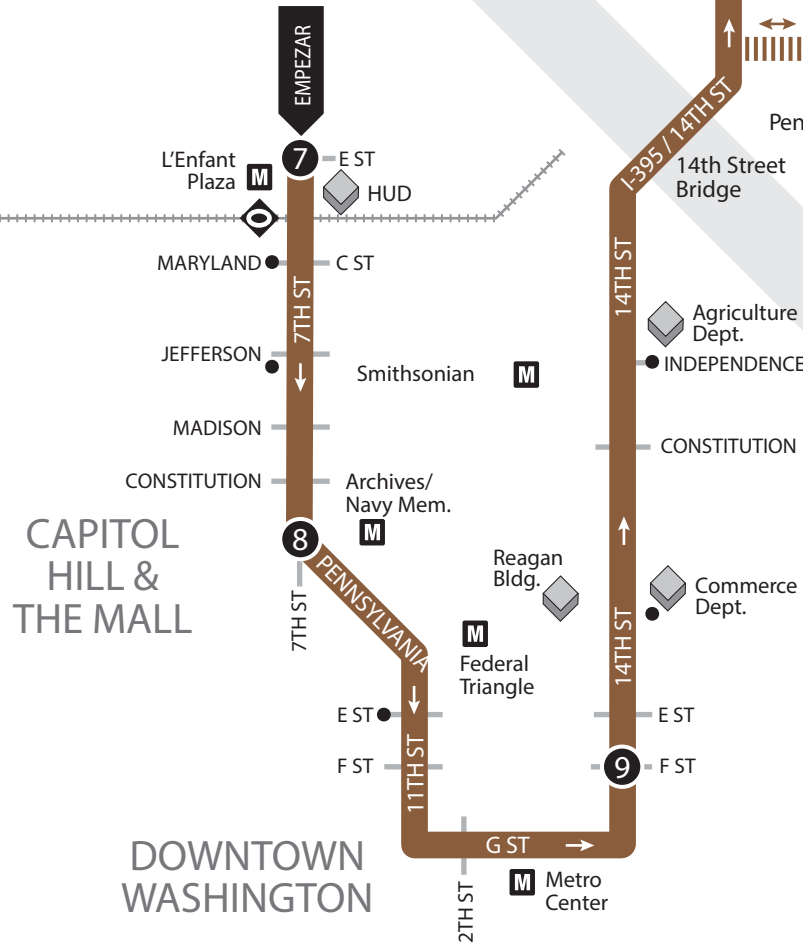 EMPEZAR
I-395 / 14TH ST
Pen
7
E ST
L'Enfant
Plaza
M
HUD
14th Street
Bridge
MARYLAND
C ST
7TH ST
14TH ST
Agriculture
Dept.
JEFFERSON
INDEPENDENCE
Smithsonian
M
MADISON
CONSTITUTION
CONSTITUTION
Archives/
Navy Mem.
M
CAPITOL
HILL &
THE MALL
8
PENNSYLVANIA
7TH ST
Reagan
Bldg.
Commerce
Dept.
M
Federal
Triangle
14TH ST
E ST
E ST
F ST
11TH ST
9
F ST
G ST
DOWNTOWN
WASHINGTON
2TH ST
M
Metro
Center